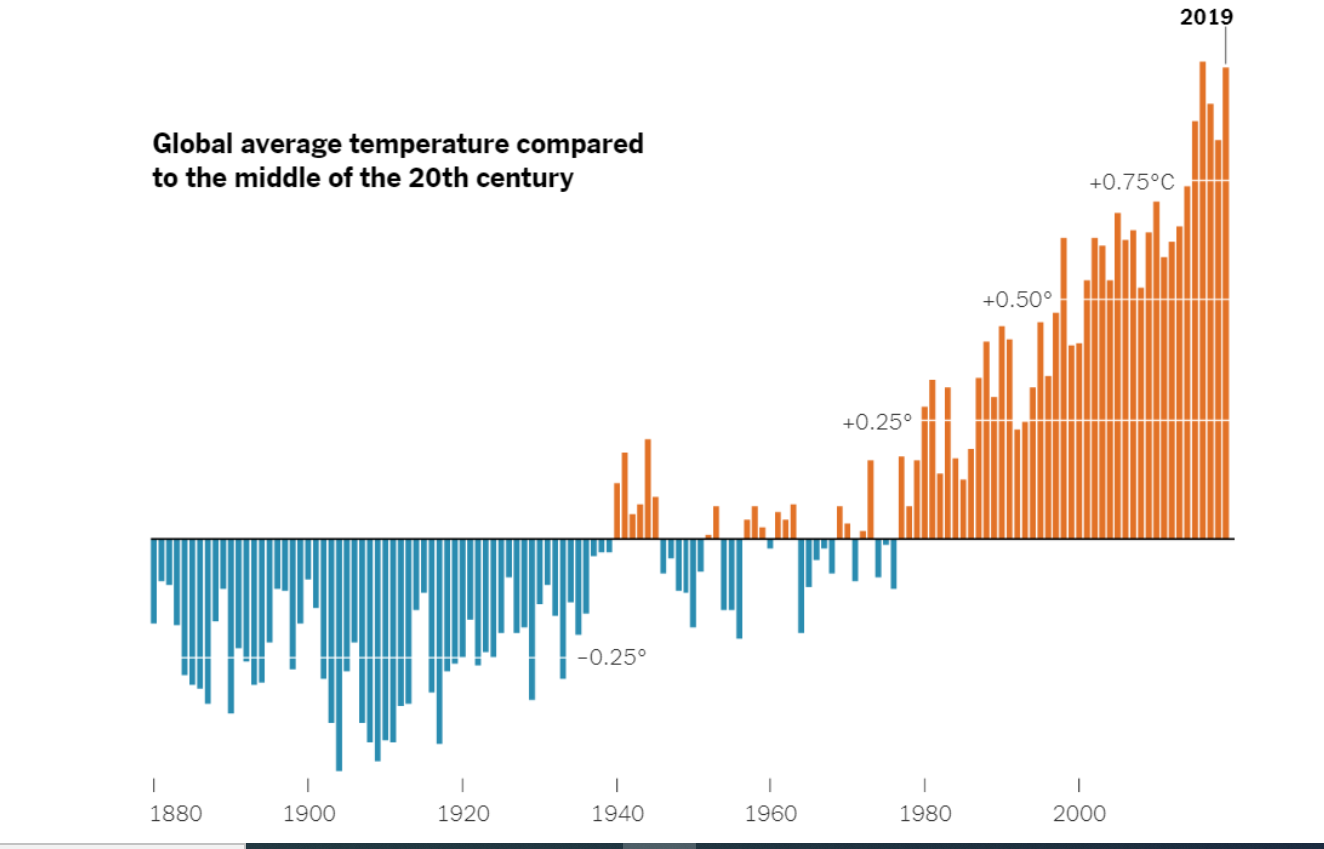 2019
Global average temperature compared
to the middle of the 20th century
+0.75°C
+0.50°
+0.25°
−0.25°
1880 1900 1920 1940 1960 1980 2000